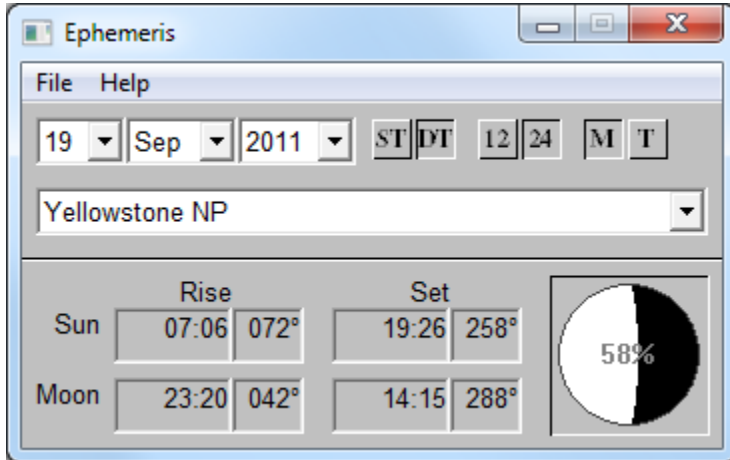 Ephemeris
File Help
19 Sep 2011 ST DT 12 24 M T
Yellowstone NP
Rise Set
Sun 07:06 072° 19:26 258°
58%
Moon 23:20 042° 14:15 288°